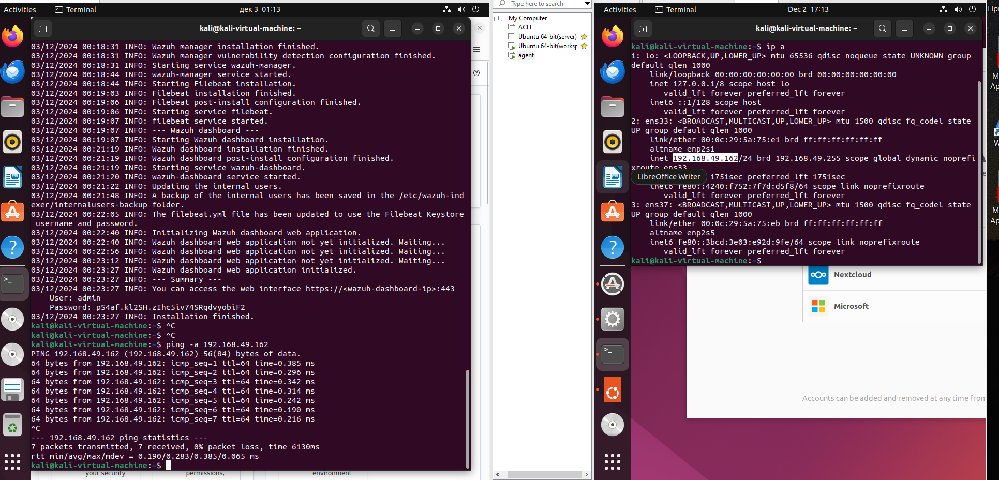 Activities
Terminal
дек 3 01:13
kali@kali-virtual-machine: ~
03/12/2024 00:18:31 INFO: Wazuh manager installation finished.
03/12/2024 00:18:31 INFO: Wazuh manager vulnerability detection configuration finished.
03/12/2024 00:18:31 INFO: Starting service wazuh-manager.
03/12/2024 00:18:44 INFO: wazuh-manager service started.
03/12/2024 00:18:44 INFO: Starting Filebeat installation.
03/12/2024 00:19:03 INFO: Filebeat installation finished.
03/12/2024 00:19:06 INFO: Filebeat post-install configuration finished.
03/12/2024 00:19:06 INFO: Starting service filebeat.
03/12/2024 00:19:07 INFO: filebeat service started.
03/12/2024 00:19:07 INFO: --- Wazuh dashboard ---
03/12/2024 00:19:07 INFO: Starting Wazuh dashboard installation.
03/12/2024 00:21:19 INFO: Wazuh dashboard installation finished.
03/12/2024 00:21:19 INFO: Wazuh dashboard post-install configuration finished.
03/12/2024 00:21:19 INFO: Starting service wazuh-dashboard.
03/12/2024 00:21:20 INFO: wazuh-dashboard service started.
03/12/2024 00:21:22 INFO: Updating the internal users.
03/12/2024 00:21:48 INFO: A backup of the internal users has been saved in the /etc/wazuh-ind
exer/internalusers-backup folder.
03/12/2024 00:22:05 INFO: The filebeat.yml file has been updated to use the Filebeat Keystore
username and password.
03/12/2024 00:22:40 INFO: Initializing Wazuh dashboard web application.
03/12/2024 00:22:40 INFO: Wazuh dashboard web application not yet initialized. Waiting...
03/12/2024 00:22:56 INFO: Wazuh dashboard web application not yet initialized. Waiting...
03/12/2024 00:23:12 INFO: Wazuh dashboard web application not yet initialized. Waiting...
03/12/2024 00:23:27 INFO: Wazuh dashboard web application initialized.
03/12/2024 00:23:27 INFO: --- Summary ---
03/12/2024 00:23:27 INFO: You can access the web interface https://<wazuh-dashboard-ip>:443
User: admin
Password: pS4af.kl2SH.zIhc5iv74SRqdvyobiF2
03/12/2024 00:23:27 INFO: Installation finished.
kali@kali-virtual-machine:~$ ^C
kali@kali-virtual-machine:~$ ^C
kali@kali-virtual-machine:~$ ping -a 192.168.49.162
PING 192.168.49.162 (192.168.49.162) 56(84) bytes of data.
64 bytes from 192.168.49.162: icmp_seq=1 ttl=64 time=0.385 ms
64 bytes from 192.168.49.162: icmp_seq=2 ttl=64 time=0.296 ms
64 bytes from 192.168.49.162: icmp_seq=3 ttl=64 time=0.342 ms
64 bytes from 192.168.49.162: icmp_seq=4 ttl=64 time=0.314 ms
64 bytes from 192.168.49.162: icmp_seq=5 ttl=64 time=0.242 ms
64 bytes from 192.168.49.162: icmp_seq=6 ttl=64 time=0.190 ms
64 bytes from 192.168.49.162: icmp_seq=7 ttl=64 time=0.216 ms
^C
--- 192.168.49.162 ping statistics ---
7 packets transmitted, 7 received, 0% packet loss, time 6130ms
rtt min/avg/max/mdev = 0.190/0.283/0.385/0.065 ms
kali@kali-virtual-machine:~$
your security
permissions,
environment
Type here to search
My Computer
ACH
Ubuntu 64-bit(server)
Ubuntu 64-bit(worksp
agent
Activities
Terminal
Dec 2 17:13
kali@kali-virtual-machine: ~
kali@kali-virtual-machine:~$ ip a
1: lo: <LOOPBACK,UP,LOWER_UP> mtu 65536 qdisc noqueue state UNKNOWN group
default qlen 1000
link/loopback 00:00:00:00:00:00 brd 00:00:00:00:00:00
inet 127.0.0.1/8 scope host lo
valid_lft forever preferred_lft forever
inet6 ::1/128 scope host
valid_lft forever preferred_lft forever
2: ens33: <BROADCAST,MULTICAST,UP,LOWER_UP> mtu 1500 qdisc fq_codel state
UP group default qlen 1000
link/ether 00:0c:29:5a:75:e1 brd ff:ff:ff:ff:ff:ff
altname enp2s1
inet 192.168.49.162/24 brd 192.168.49.255 scope global dynamic noprefi
xroute ens33
LibreOffice Writer
1751sec preferred_lft 1751sec
inet6 fe80::4240:f752:7f7d:d5f8/64 scope link noprefixroute
valid_lft forever preferred_lft forever
3: ens37: <BROADCAST,MULTICAST,UP,LOWER_UP> mtu 1500 qdisc fq_codel state
UP group default qlen 1000
link/ether 00:0c:29:5a:75:eb brd ff:ff:ff:ff:ff:ff
altname enp2s5
inet6 fe80::3bcd:3e03:e92d:9fe/64 scope link noprefixroute
valid_lft forever preferred_lft forever
kali@kali-virtual-machine:~$
Nextcloud
Microsoft
Accounts can be added and removed at any time from